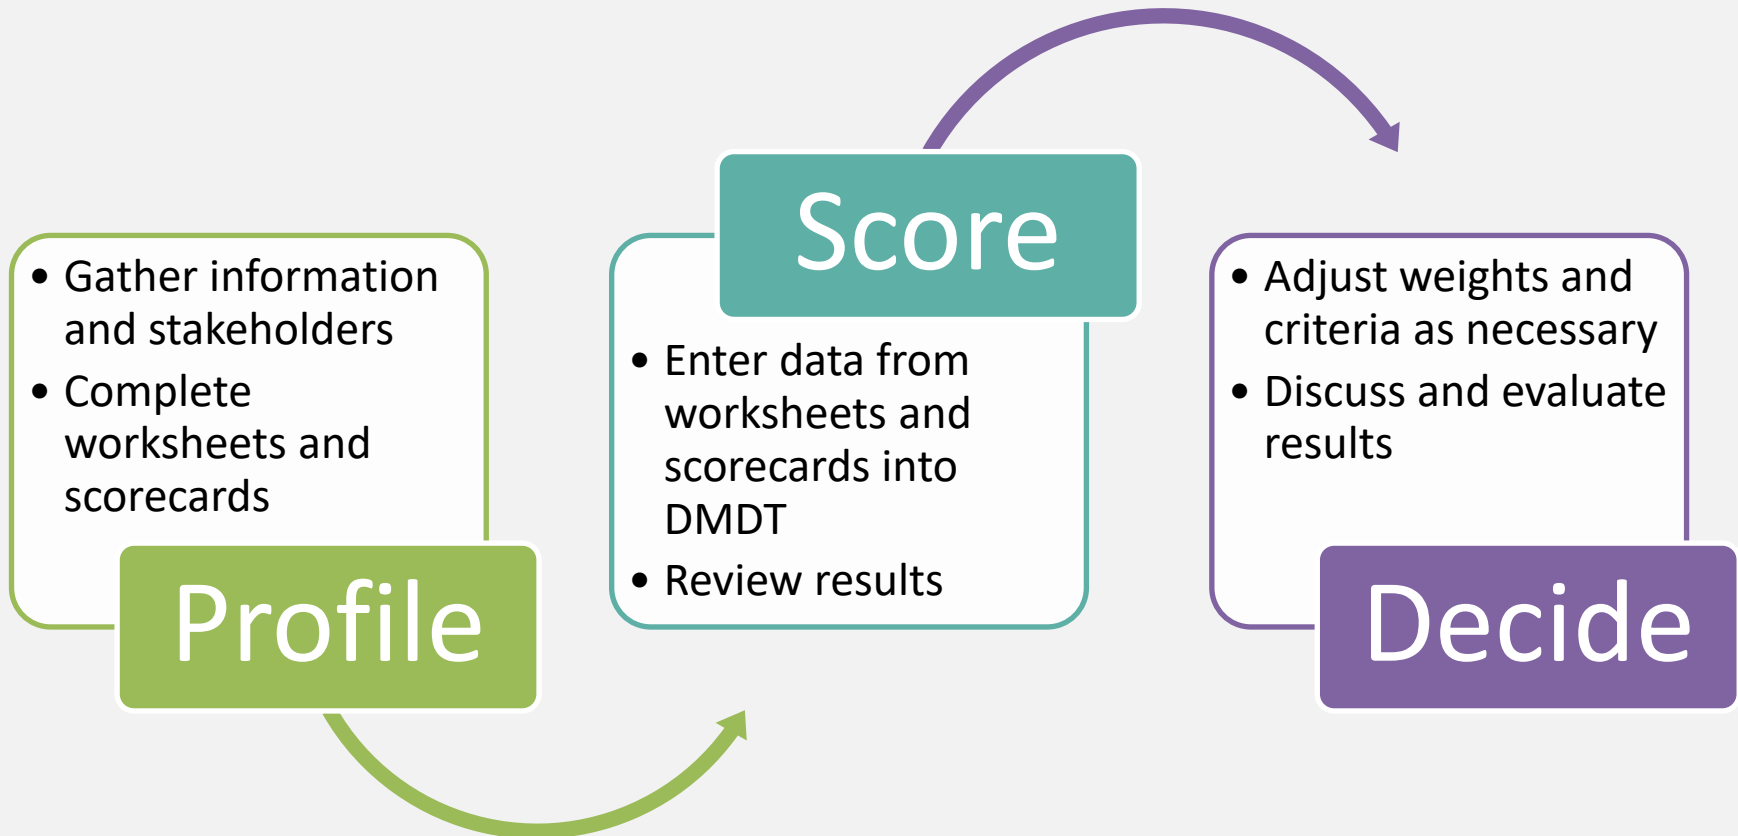 • Gather information
and stakeholders
• Complete
worksheets and
scorecards
Profile
Score
• Enter data from
worksheets and
scorecards into
DMDT
• Review results
• Adjust weights and
criteria as necessary
• Discuss and evaluate
results
Decide